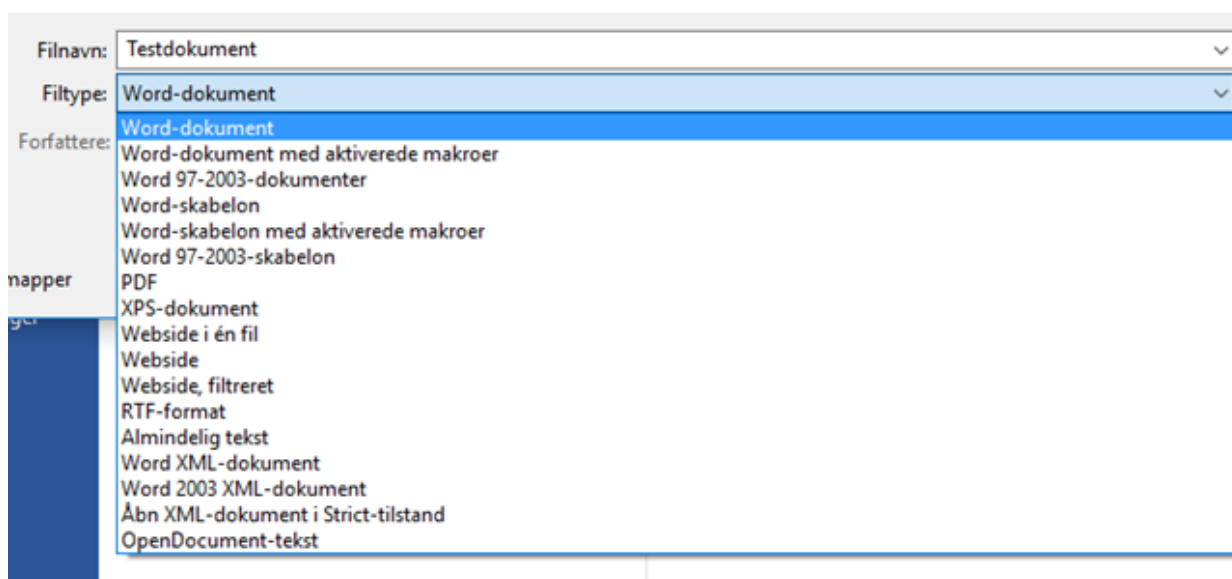 Filnavn: Testdokument
Filtype: Word-dokument
Forfattere:
Word-dokument
Word-dokument med aktiverede makroer
Word 97-2003-dokumenter
Word-skabelon
Word-skabelon med aktiverede makroer
Word 97-2003-skabelon
mapper
PDF
XPS-dokument
Webside i én fil
Webside
Webside, filtreret
RTF-format
Almindelig tekst
Word XML-dokument
Word 2003 XML-dokument
Åbn XML-dokument i Strict-tilstand
OpenDocument-tekst